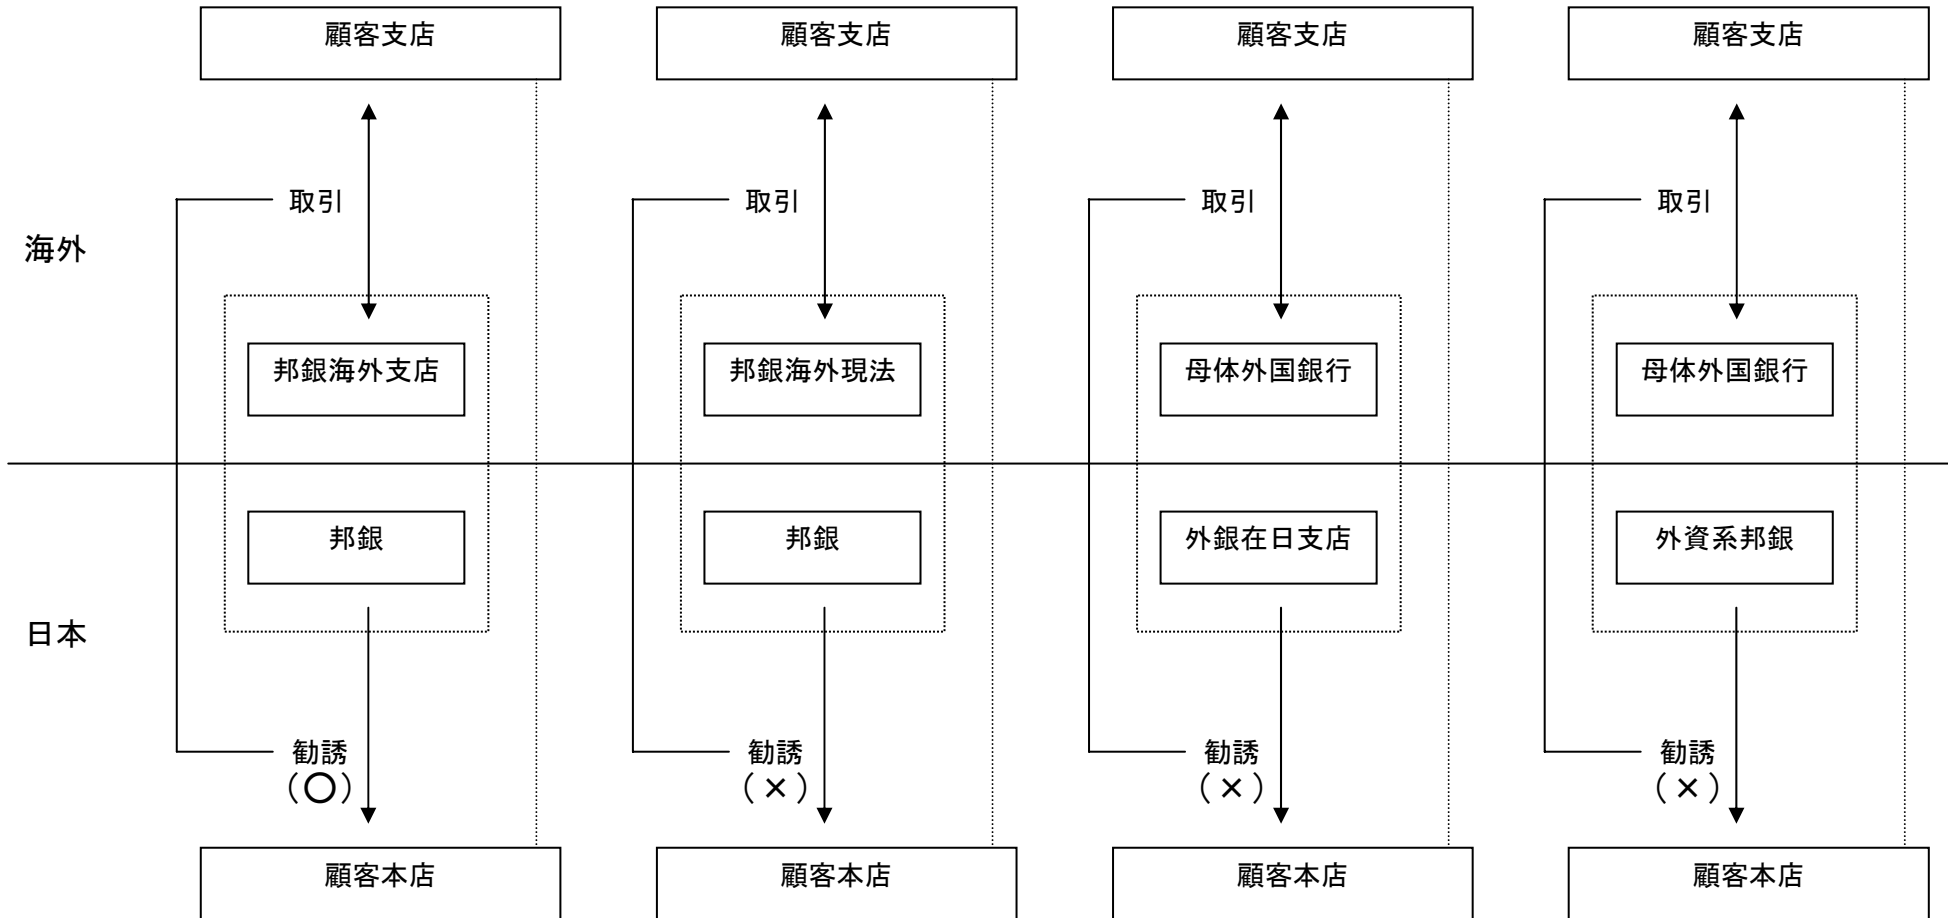 顧客支店
顧客支店
顧客支店
顧客支店
取引
取引
取引
取引
海外
邦銀海外支店
邦銀海外現法
母体外国銀行
母体外国銀行
邦銀
邦銀
外銀在日支店
外資系邦銀
日本
勧誘
(○)
勧誘
(×)
勧誘
(×)
勧誘
(×)
顧客本店
顧客本店
顧客本店
顧客本店